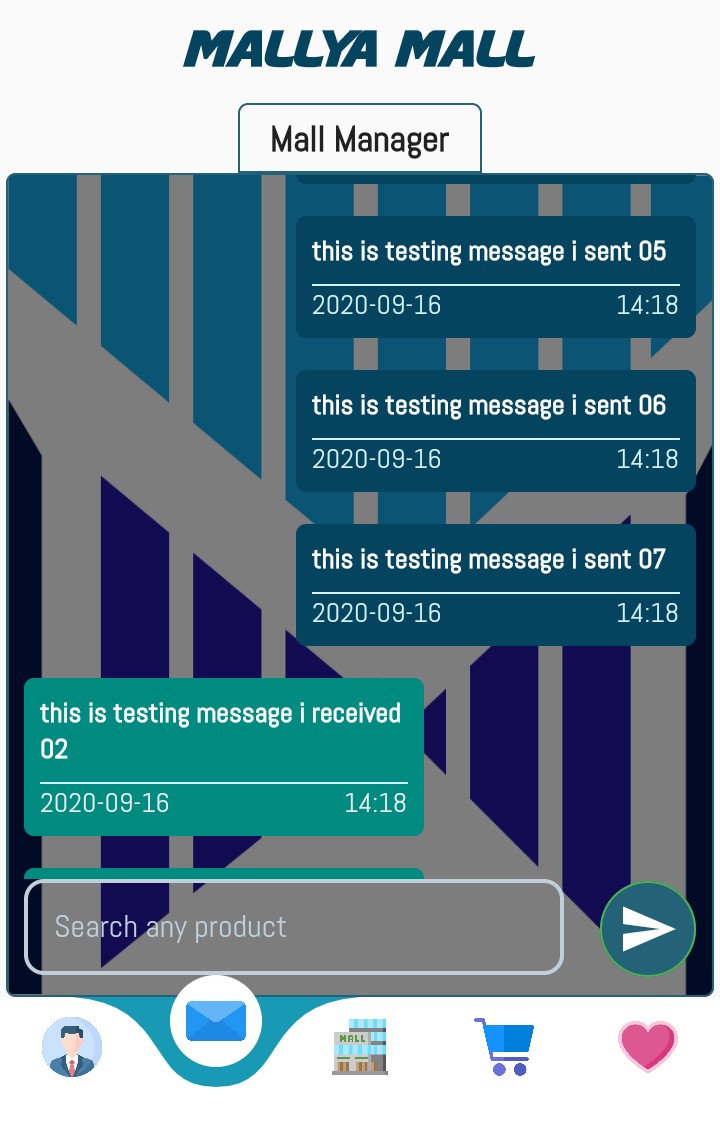 MALLYA MALL
Mall Manager
this is testing message i sent 05
2020-09-16 14:18
this is testing message i sent 06
2020-09-16 14:18
this is testing message i sent 07
2020-09-16 14:18
this is testing message i received
02
2020-09-16 14:18
Search any product
MALL